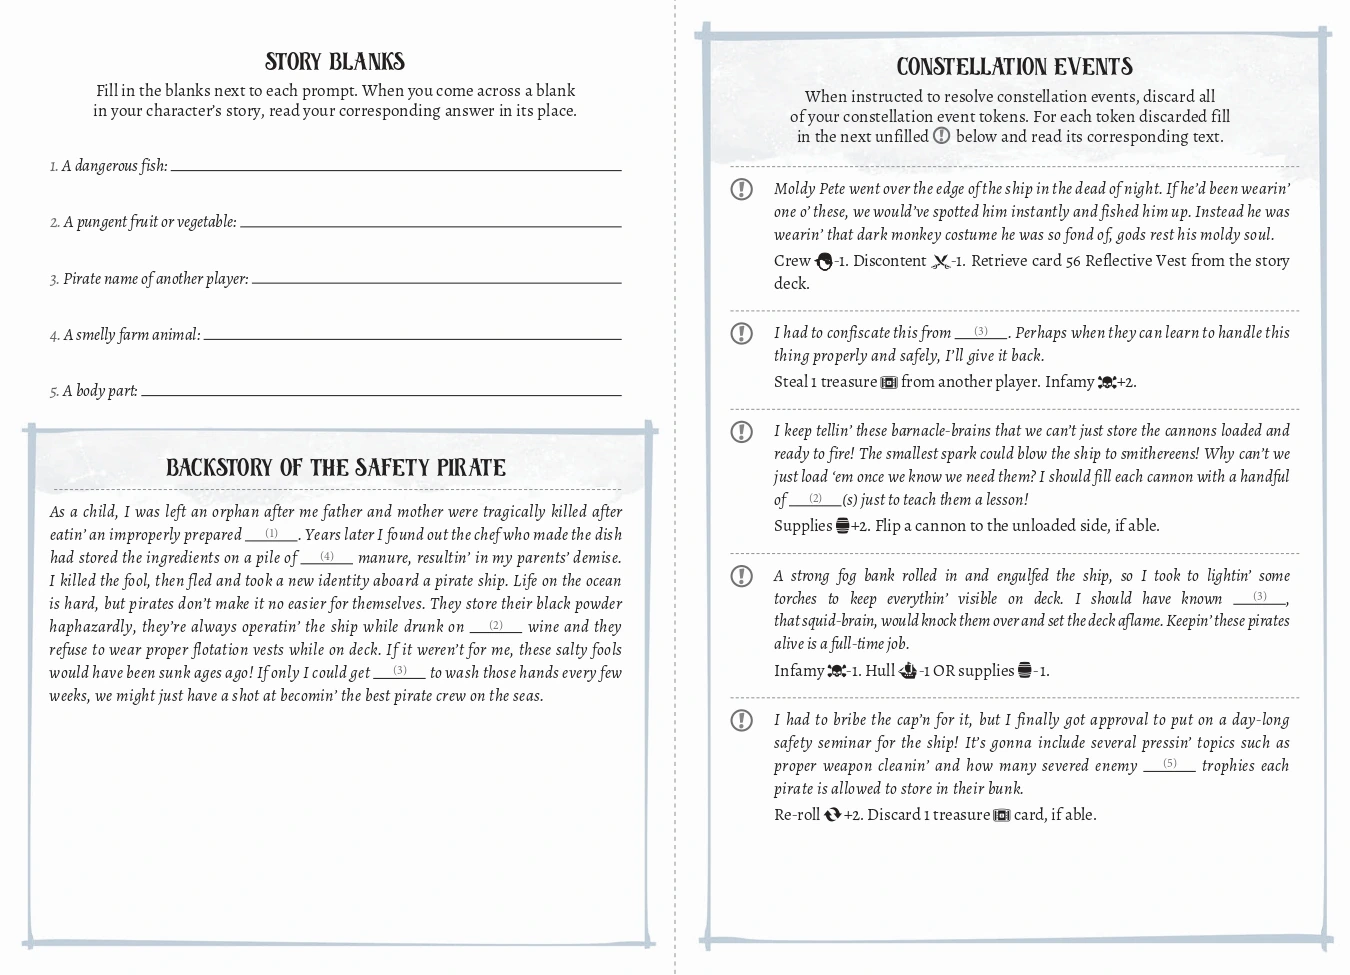 STORY BLANKS
Fill in the blanks next to each prompt. When you come across a blank
in your character's story, read your corresponding answer in its place.
1. A dangerous fish:
2. A pungent fruit or vegetable:
3. Pirate name of another player:
4. A smelly farm animal:
5. A body part:
BACKSTORY OF THE SAFETY PIRATE
As a child, I was left an orphan after me father and mother were tragically killed after
eatin' an improperly prepared (1). Years later I found out the chef who made the dish
had stored the ingredients on a pile of (4) manure, resultin' in my parents' demise.
I killed the fool, then fled and took a new identity aboard a pirate ship. Life on the ocean
is hard, but pirates don't make it no easier for themselves. They store their black powder
haphazardly, they're always operatin' the ship while drunk on (2) wine and they
refuse to wear proper flotation vests while on deck. If it weren't for me, these salty fools
would have been sunk ages ago! If only I could get (3) to wash those hands every few
weeks, we might just have a shot at becomin' the best pirate crew on the seas.
CONSTELLATION EVENTS
When instructed to resolve constellation events, discard all
of your constellation event tokens. For each token discarded fill
in the next unfilled ! below and read its corresponding text.
Moldy Pete went over the edge of the ship in the dead of night. If he'd been wearin'
one o' these, we would've spotted him instantly and fished him up. Instead he was
wearin' that dark monkey costume he was so fond of, gods rest his moldy soul.
Crew -1. Discontent -1. Retrieve card 56 Reflective Vest from the story
deck.
I had to confiscate this from (3). Perhaps when they can learn to handle this
thing properly and safely, I'll give it back.
Steal 1 treasure from another player. Infamy +2.
I keep tellin' these barnacle-brains that we can't just store the cannons loaded and
ready to fire! The smallest spark could blow the ship to smithereens! Why can't we
just load 'em once we know we need them? I should fill each cannon with a handful
of (2)(s) just to teach them a lesson!
Supplies +2. Flip a cannon to the unloaded side, if able.
A strong fog bank rolled in and engulfed the ship, so I took to lightin' some
torches to keep everythin' visible on deck. I should have known (3),
that squid-brain, would knock them over and set the deck aflame. Keepin' these pirates
alive is a full-time job.
Infamy -1. Hull -1 OR supplies -1.
I had to bribe the cap'n for it, but I finally got approval to put on a day-long
safety seminar for the ship! It's gonna include several pressin' topics such as
proper weapon cleanin' and how many severed enemy (5) trophies each
pirate is allowed to store in their bunk.
Re-roll +2. Discard 1 treasure card, if able.